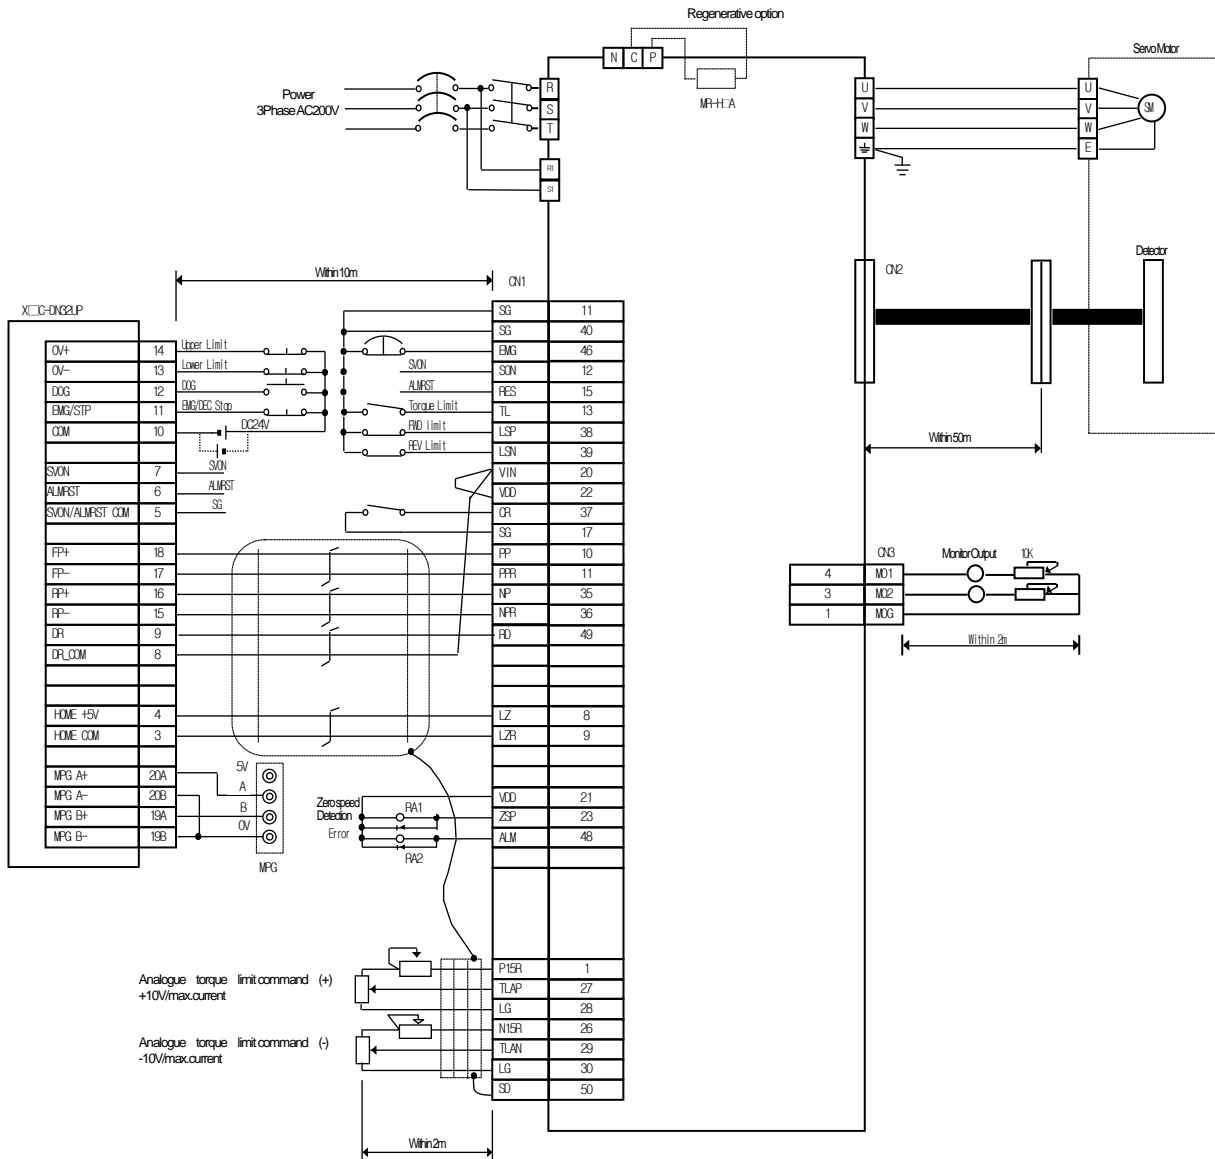 Regenerative option
N C P
MR-H□A
Servo Motor
Power
3Phase AC200V
R
S
T
R1
S1
U
V
W
U
V
W
E
SM
Detector
CN2
Within 10m
CN1
Within 50m
X□C-DN32UP
OV+ 14 Upper Limit
OV- 13 Lower Limit
DOG 12 DOG
EMG/STP 11 EMG/DEC Stop
COM 10 DC24V
SVON 7 SVON
ALMRST 6 ALMRST
SVON/ALMRST COM 5 SG
FP+ 18
FP- 17
RP+ 16
RP- 15
DR 9
DR_COM 8
HOME +5V 4
HOME COM 3
MPG A+ 20A
MPG A- 20B
MPG B+ 19A
MPG B- 19B
5V
A
B
0V
MPG
SG 11
SG 40
EMG 46
SVON SON 12
ALMRST RES 15
Torque Limit TL 13
FWD limit LSP 38
REV Limit LSN 39
VIN 20
VDD 22
CR 37
SG 17
PP 10
PPR 11
NP 35
NPR 36
RD 49
LZ 8
LZR 9
VDD 21
ZSP 23
ALM 48
Zero speed
Detection
Error
RA1
RA2
P15R 1
TLAP 27
LG 28
N15R 26
TLAN 29
LG 30
SD 50
Analogue torque limit command (+)
+10V/max.current
Analogue torque limit command (-)
-10V/max.current
Within 2m
CN3
Monitor Output
10K
4 MO1
3 MO2
1 MOG
Within 2m